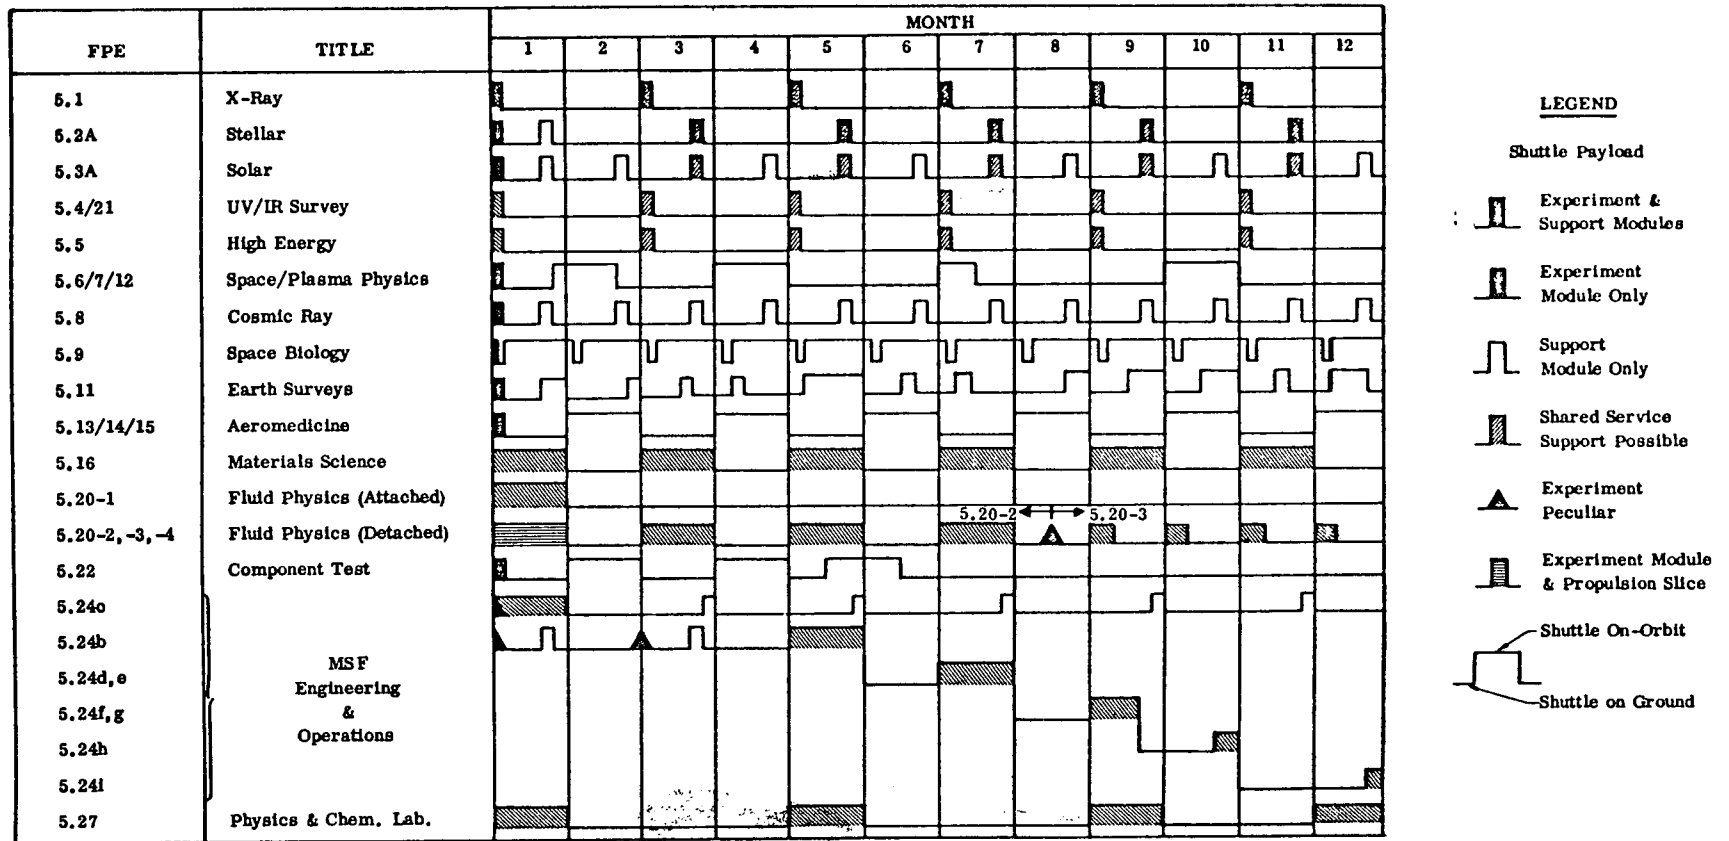 MONTH
FPE TITLE 1 2 3 4 5 6 7 8 9 10 11 12
5.1 X-Ray
5.2A Stellar
5.3A Solar
5.4/21 UV/IR Survey
5.5 High Energy
5.6/7/12 Space/Plasma Physics
5.8 Cosmic Ray
5.9 Space Biology
5.11 Earth Surveys
5.13/14/15 Aeromedicine
5.16 Materials Science
5.20-1 Fluid Physics (Attached)
5.20-2 5.20-3
5.20-2,-3,-4 Fluid Physics (Detached)
5.22 Component Test
5.24c
5.24b
5.24d,e
5.24f,g
5.24h
5.24i
MSF
Engineering
&
Operations
5.27 Physics & Chem. Lab.
LEGEND
Shuttle Payload
Experiment &
Support Modules
Experiment
Module Only
Support
Module Only
Shared Service
Support Possible
Experiment
Peculiar
Experiment Module
& Propulsion Slice
Shuttle On-Orbit
Shuttle on Ground